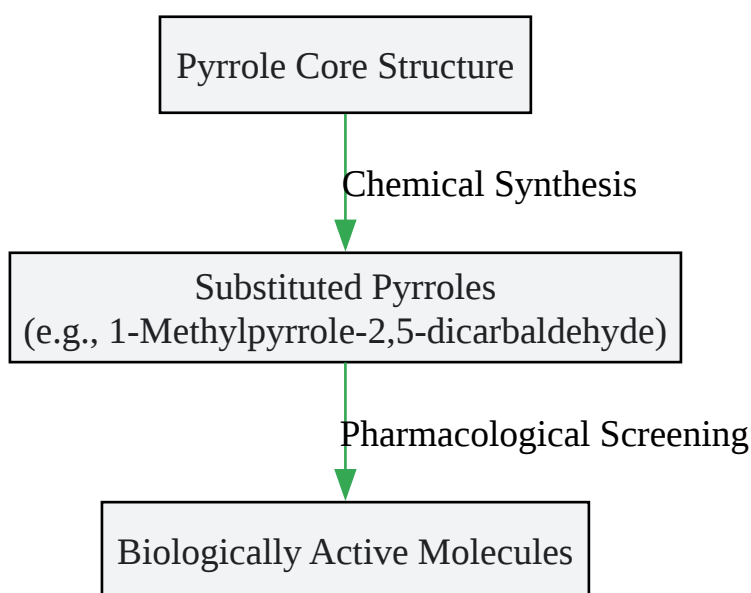 Pyrrole Core Structure
Chemical Synthesis
Substituted Pyrroles
(e.g., 1-Methylpyrrole-2,5-dicarbaldehyde)
Pharmacological Screening
Biologically Active Molecules